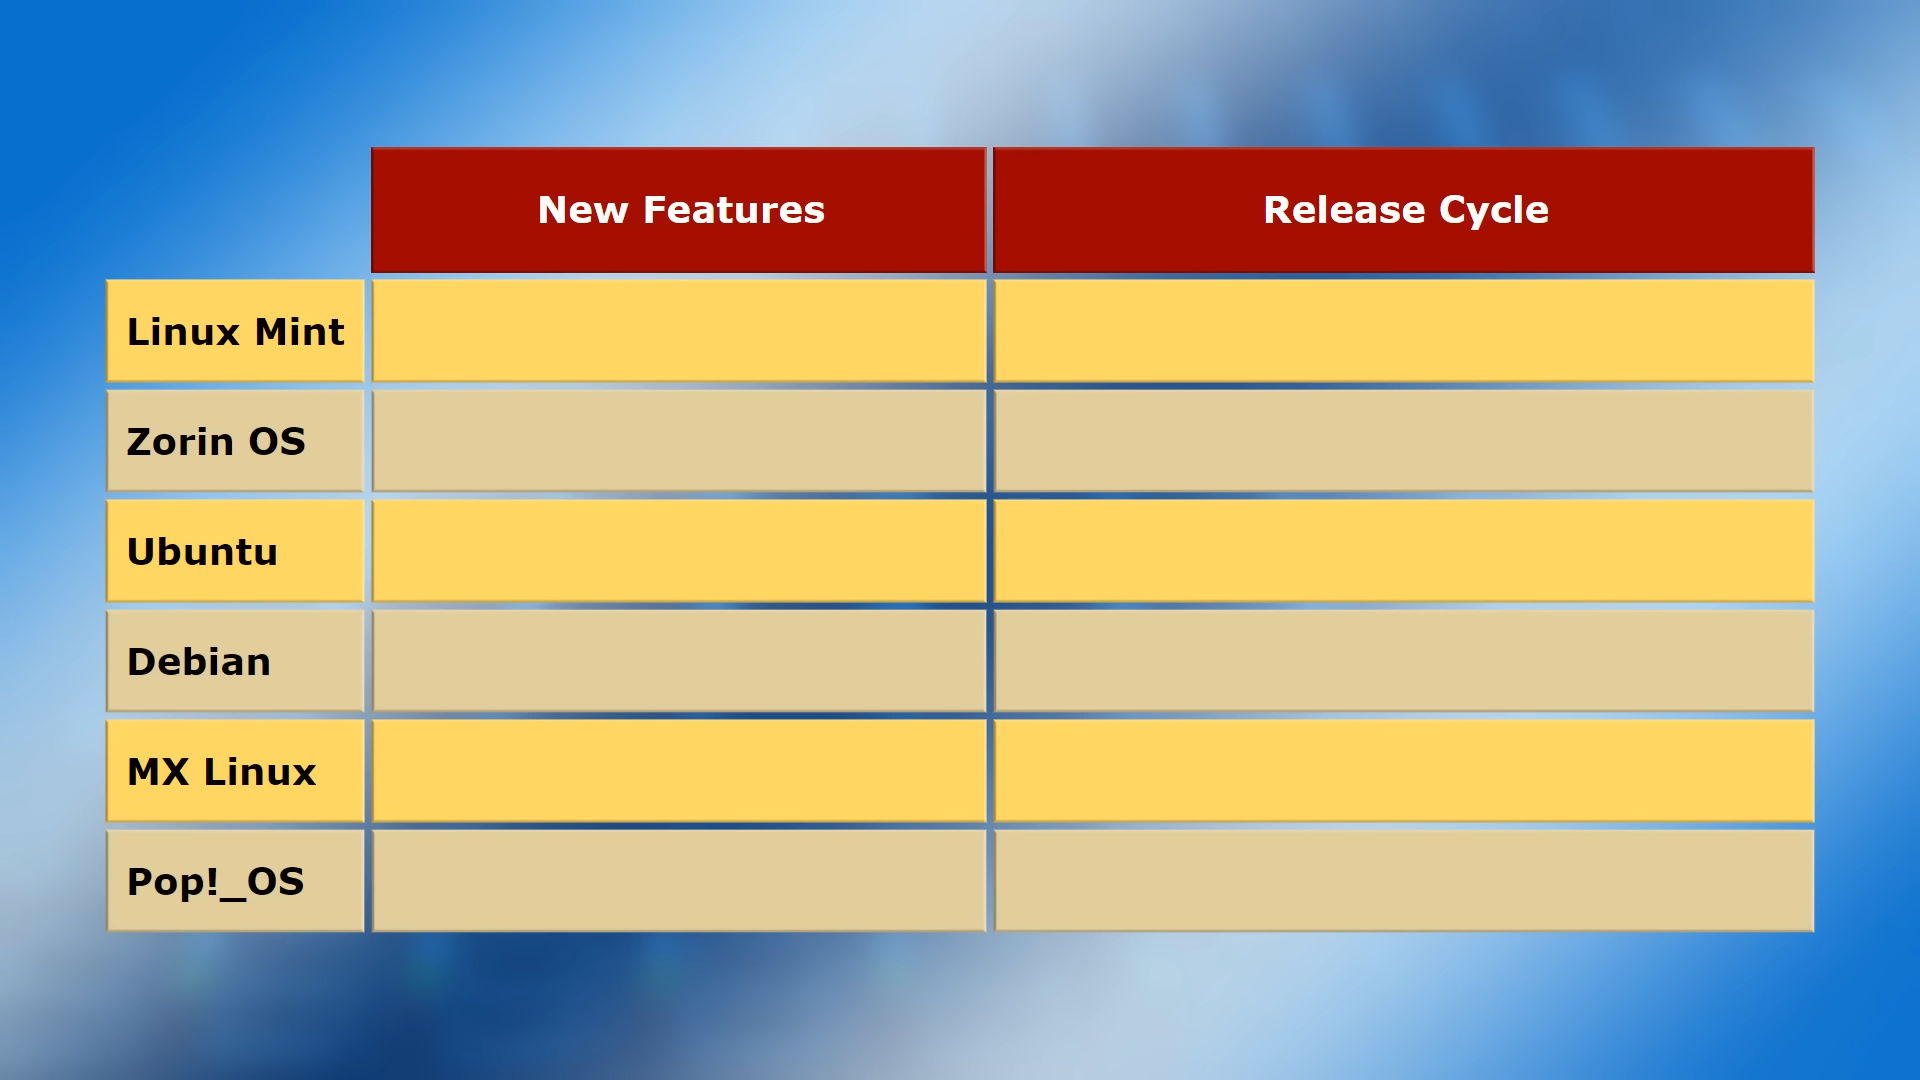 New Features
Release Cycle
Linux Mint
Zorin OS
Ubuntu
Debian
MX Linux
Pop!_OS